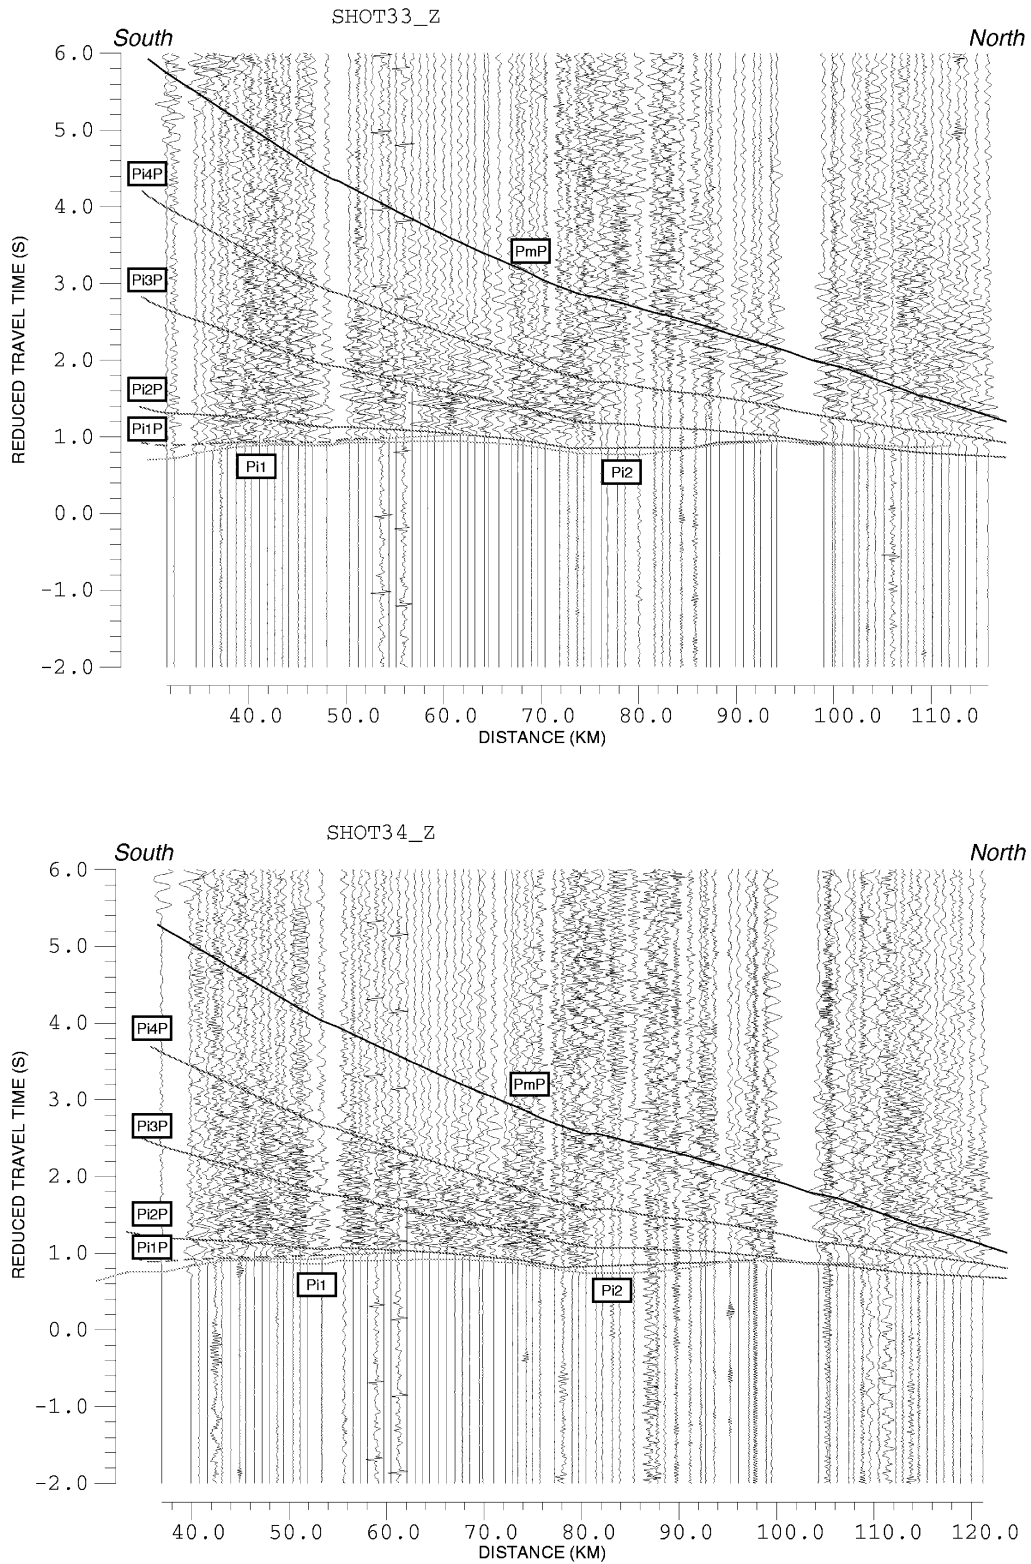 SHOT33_Z
South North
6.0
5.0
Pi4P
4.0
PmP
Pi3P
3.0
2.0
Pi2P
Pi1P
1.0
Pi1 Pi2
0.0
-1.0
-2.0
REDUCED TRAVEL TIME (S)
40.0 50.0 60.0 70.0 80.0 90.0 100.0 110.0
DISTANCE (KM)
SHOT34_Z
South North
6.0
5.0
4.0
Pi4P
PmP
3.0
Pi3P
2.0
Pi2P
Pi1P
1.0
Pi1 Pi2
0.0
-1.0
-2.0
REDUCED TRAVEL TIME (S)
40.0 50.0 60.0 70.0 80.0 90.0 100.0 110.0 120.0
DISTANCE (KM)